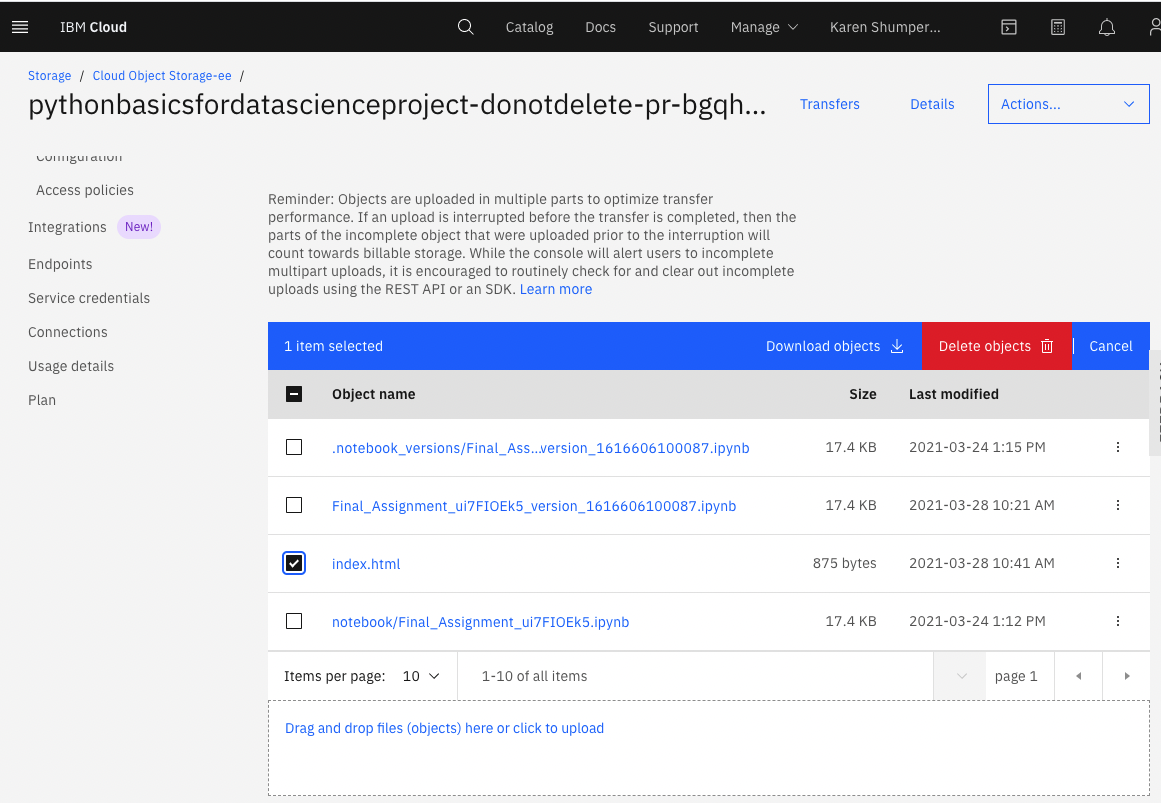 IBM Cloud
Catalog Docs Support Manage Karen Shumper...
Storage / Cloud Object Storage-ee /
pythonbasicsfordatascienceproject-donotdelete-pr-bgqh...
Transfers Details Actions...
Configuration
Access policies
Integrations New!
Endpoints
Service credentials
Connections
Usage details
Plan
Reminder: Objects are uploaded in multiple parts to optimize transfer
performance. If an upload is interrupted before the transfer is completed, then the
parts of the incomplete object that were uploaded prior to the interruption will
count towards billable storage. While the console will alert users to incomplete
multipart uploads, it is encouraged to routinely check for and clear out incomplete
uploads using the REST API or an SDK. Learn more
1 item selected Download objects Delete objects Cancel
Object name Size Last modified
.notebook_versions/Final_Ass...version_1616606100087.ipynb 17.4 KB 2021-03-24 1:15 PM
Final_Assignment_ui7FIOEk5_version_1616606100087.ipynb 17.4 KB 2021-03-28 10:21 AM
index.html 875 bytes 2021-03-28 10:41 AM
notebook/Final_Assignment_ui7FIOEk5.ipynb 17.4 KB 2021-03-24 1:12 PM
Items per page: 10 1-10 of all items page 1
Drag and drop files (objects) here or click to upload